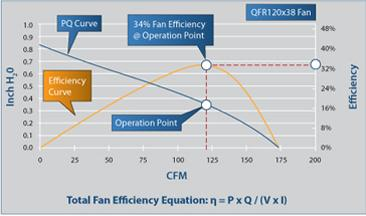 QFR120x38 Fan
PQ Curve
34% Fan Efficiency
@ Operation Point
Efficiency
Curve
Operation Point
Inch H20
1.0
0.9
0.8
0.7
0.6
0.5
0.4
0.3
0.2
0.1
0.0
48%
40%
32%
24%
16%
8%
0%
Efficiency
0 25 50 75 100 125 150 175 200
CFM
Total Fan Efficiency Equation: η = P x Q / (V x I)